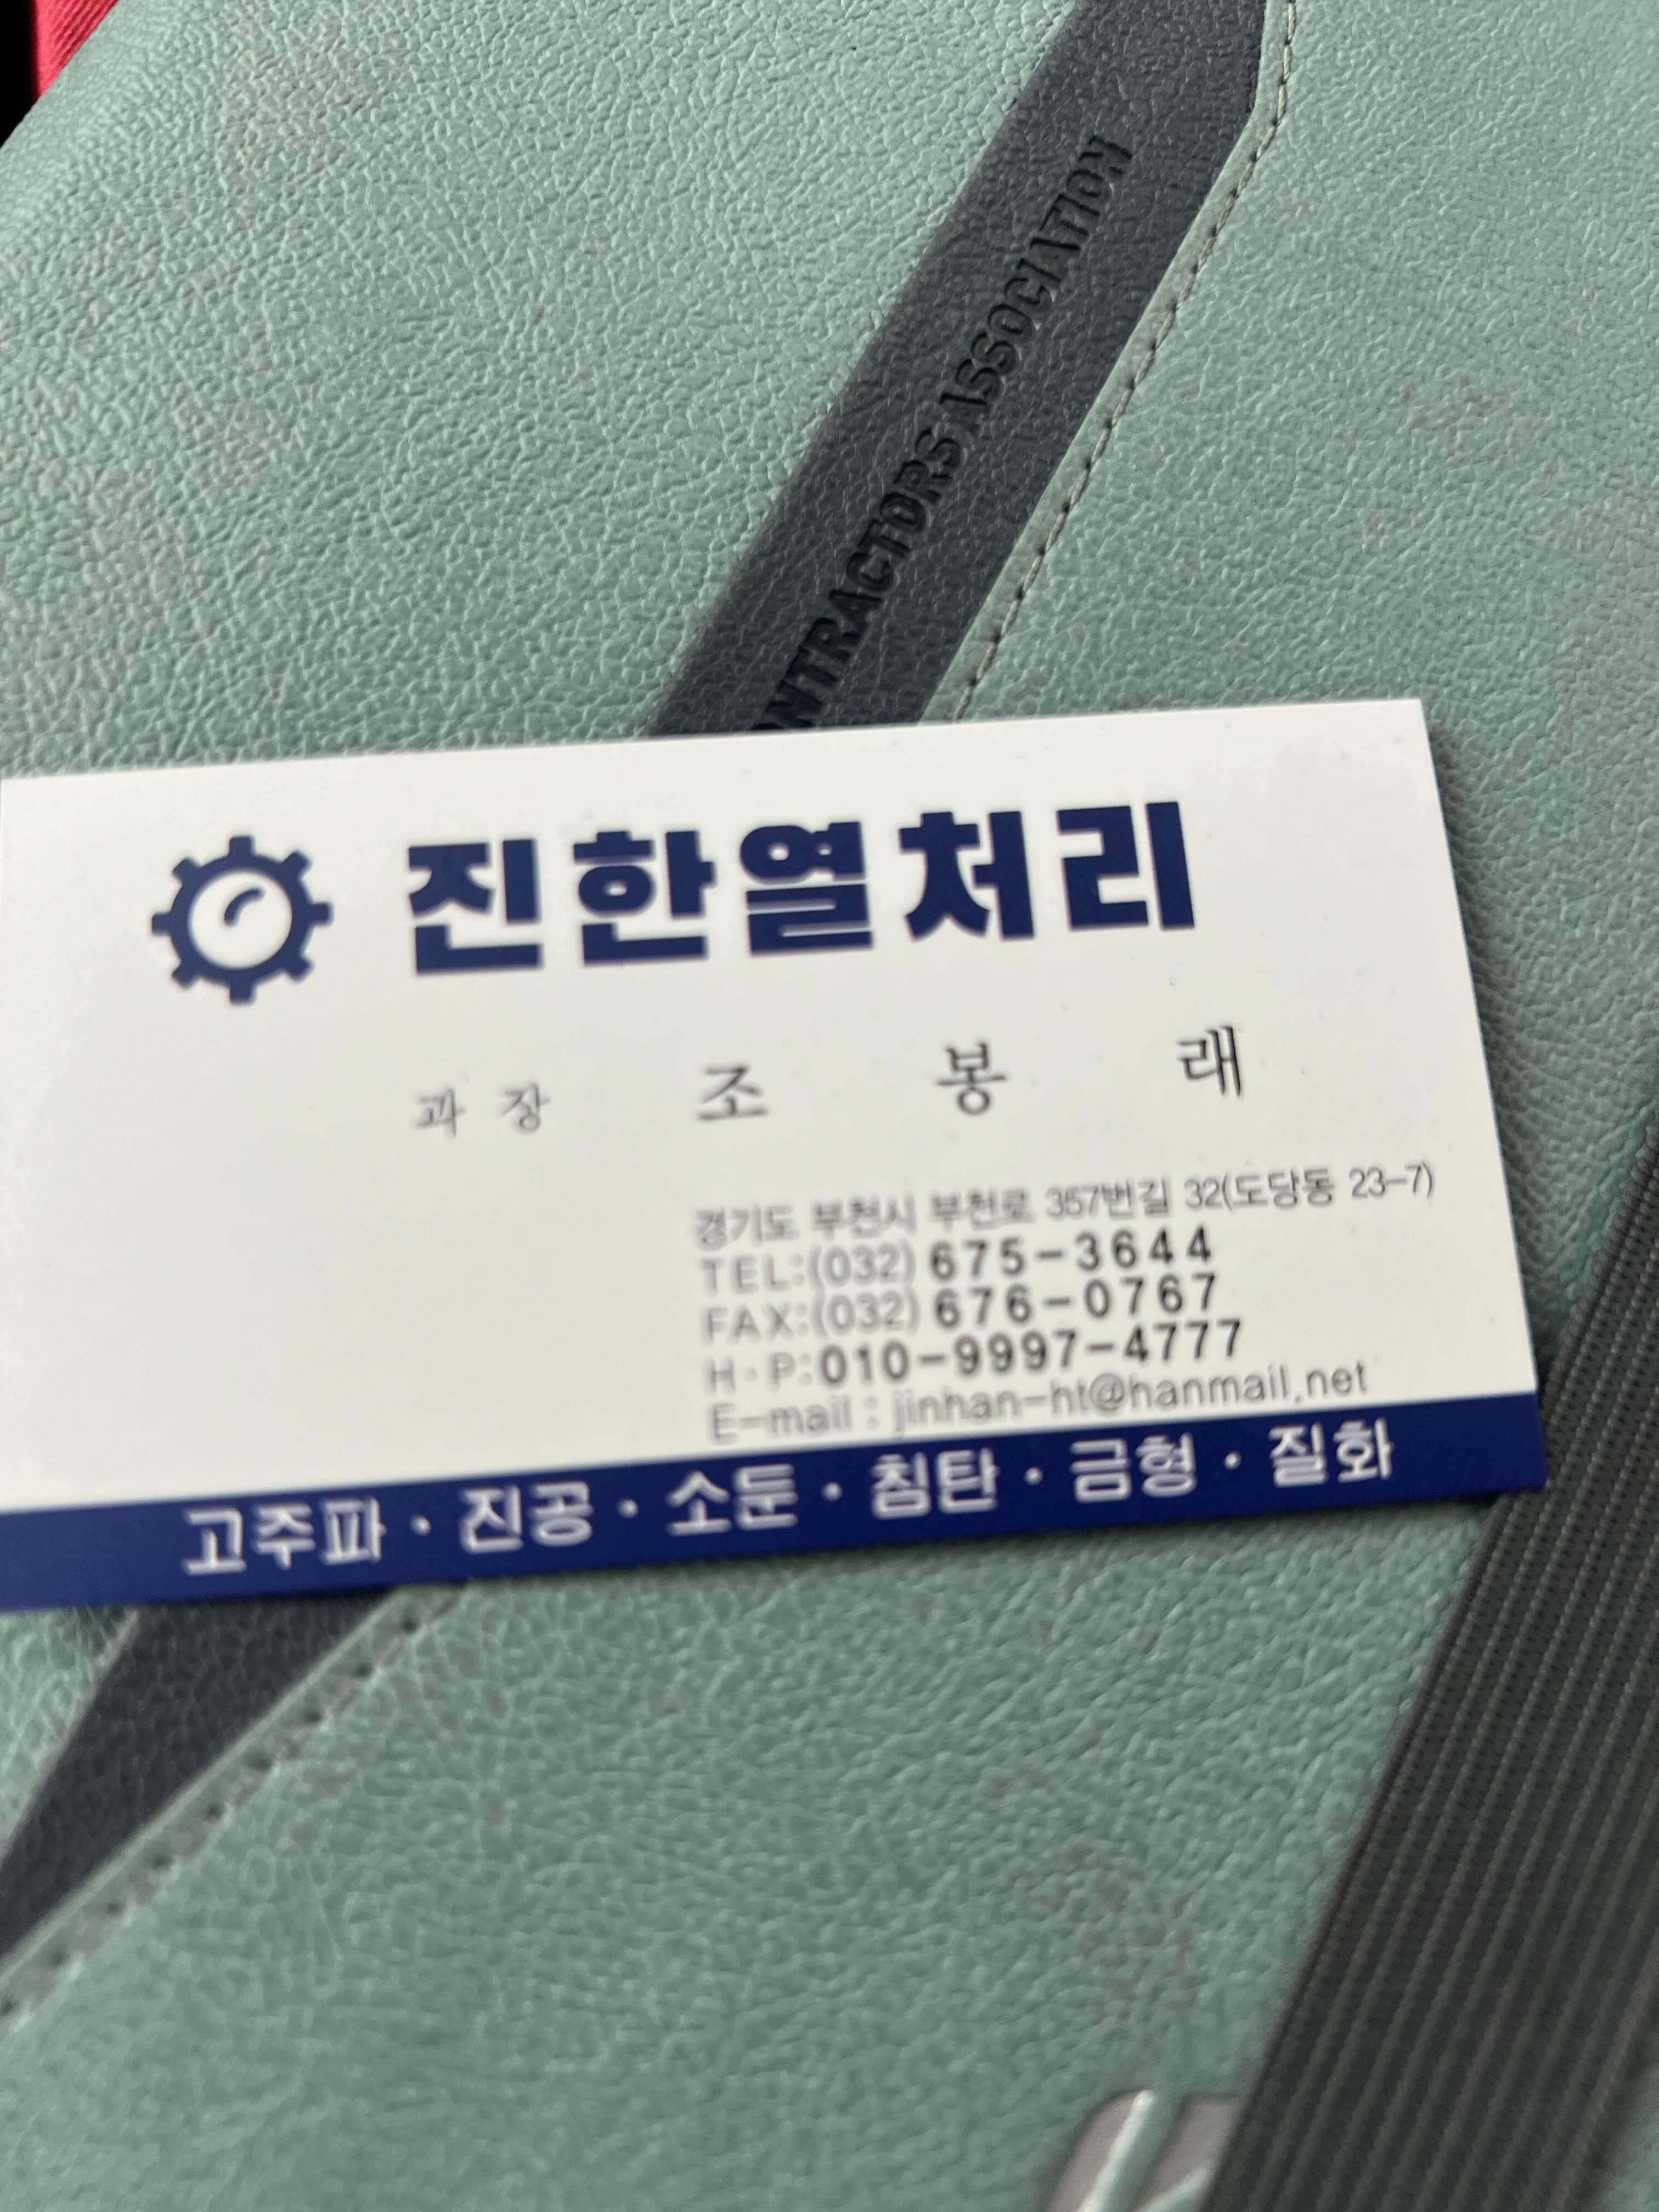 ONTRACTORS ASSOCIATION
진한열처리
과 장 조 봉 래
경기도 부천시 부천로 357번길 32(도당동 23-7)
TEL:(032) 675-3644
FAX:(032) 676-0767
H·P:010-9997-4777
E-mail : jinhan-ht@hanmail.net
고주파 · 진공 · 소둔 · 침탄 · 금형 · 질화